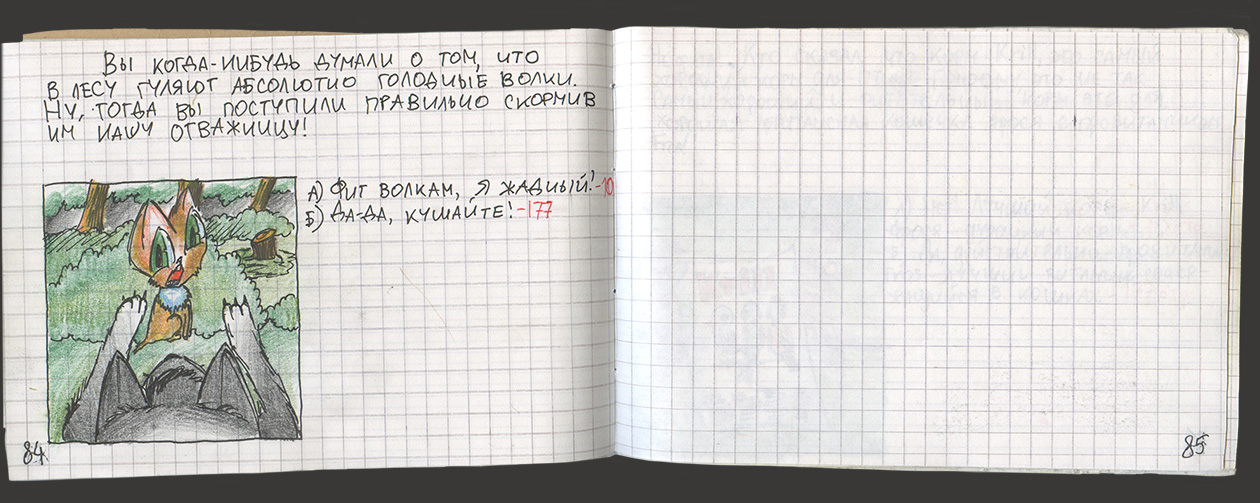 Вы когда-нибудь думали о том, что
в лесу гуляют абсолютно голодные волки.
Ну, тогда вы поступили правильно скормив
им нашу отважницу!
А) Фиг волкам, я жадный! -10
Б) Да-да, кушайте! -177
84
85